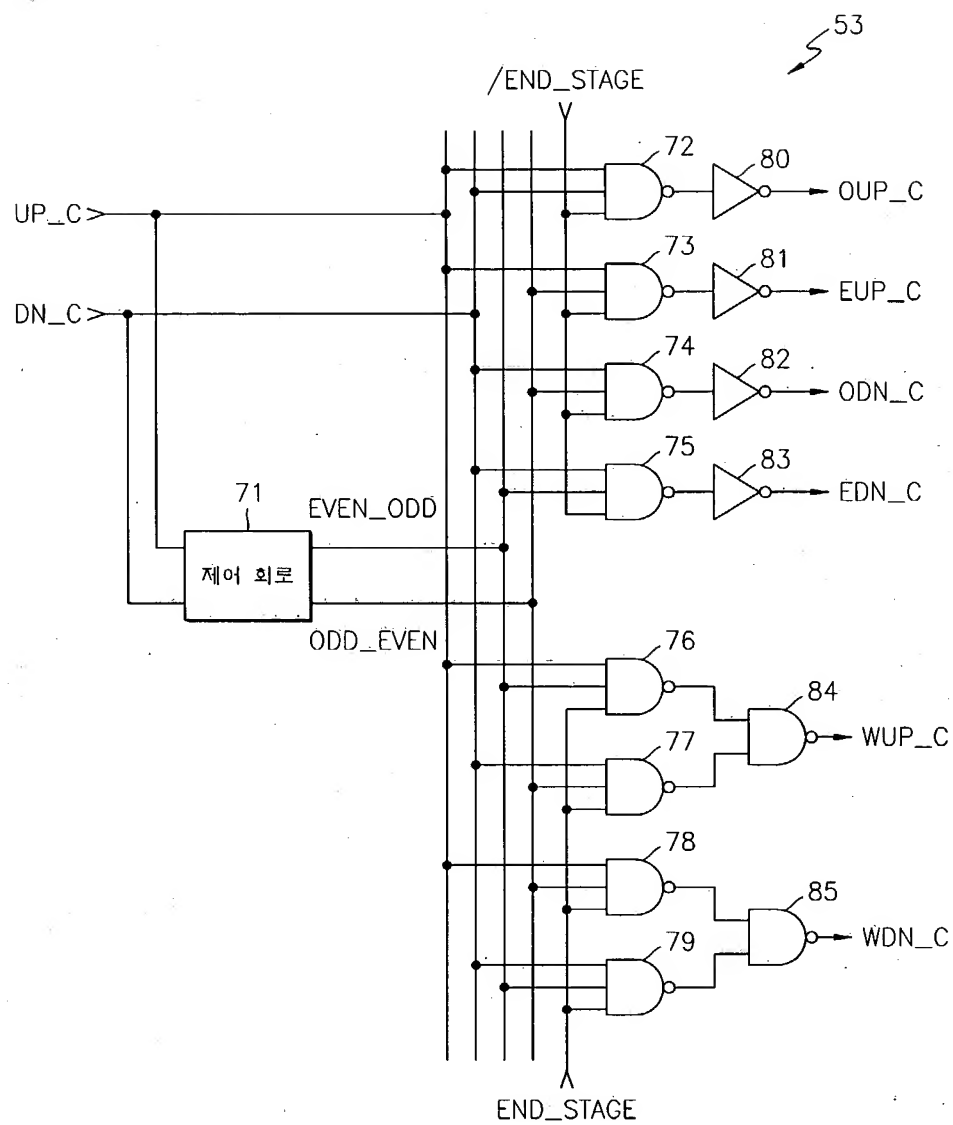 53
/END_STAGE
72
80
OUP_C
UP_C
73
81
EUP_C
DN_C
74
82
ODN_C
75
83
EDN_C
71
EVEN_ODD
제어 회로
ODD_EVEN
76
84
WUP_C
77
78
85
WDN_C
79
END_STAGE